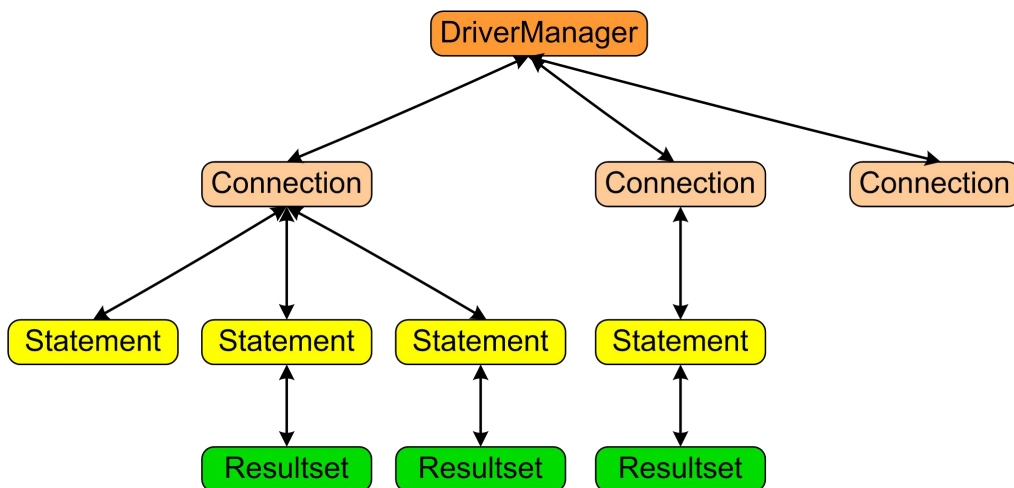 DriverManager
Connection
Connection
Connection
Statement
Statement
Statement
Statement
Resultset
Resultset
Resultset